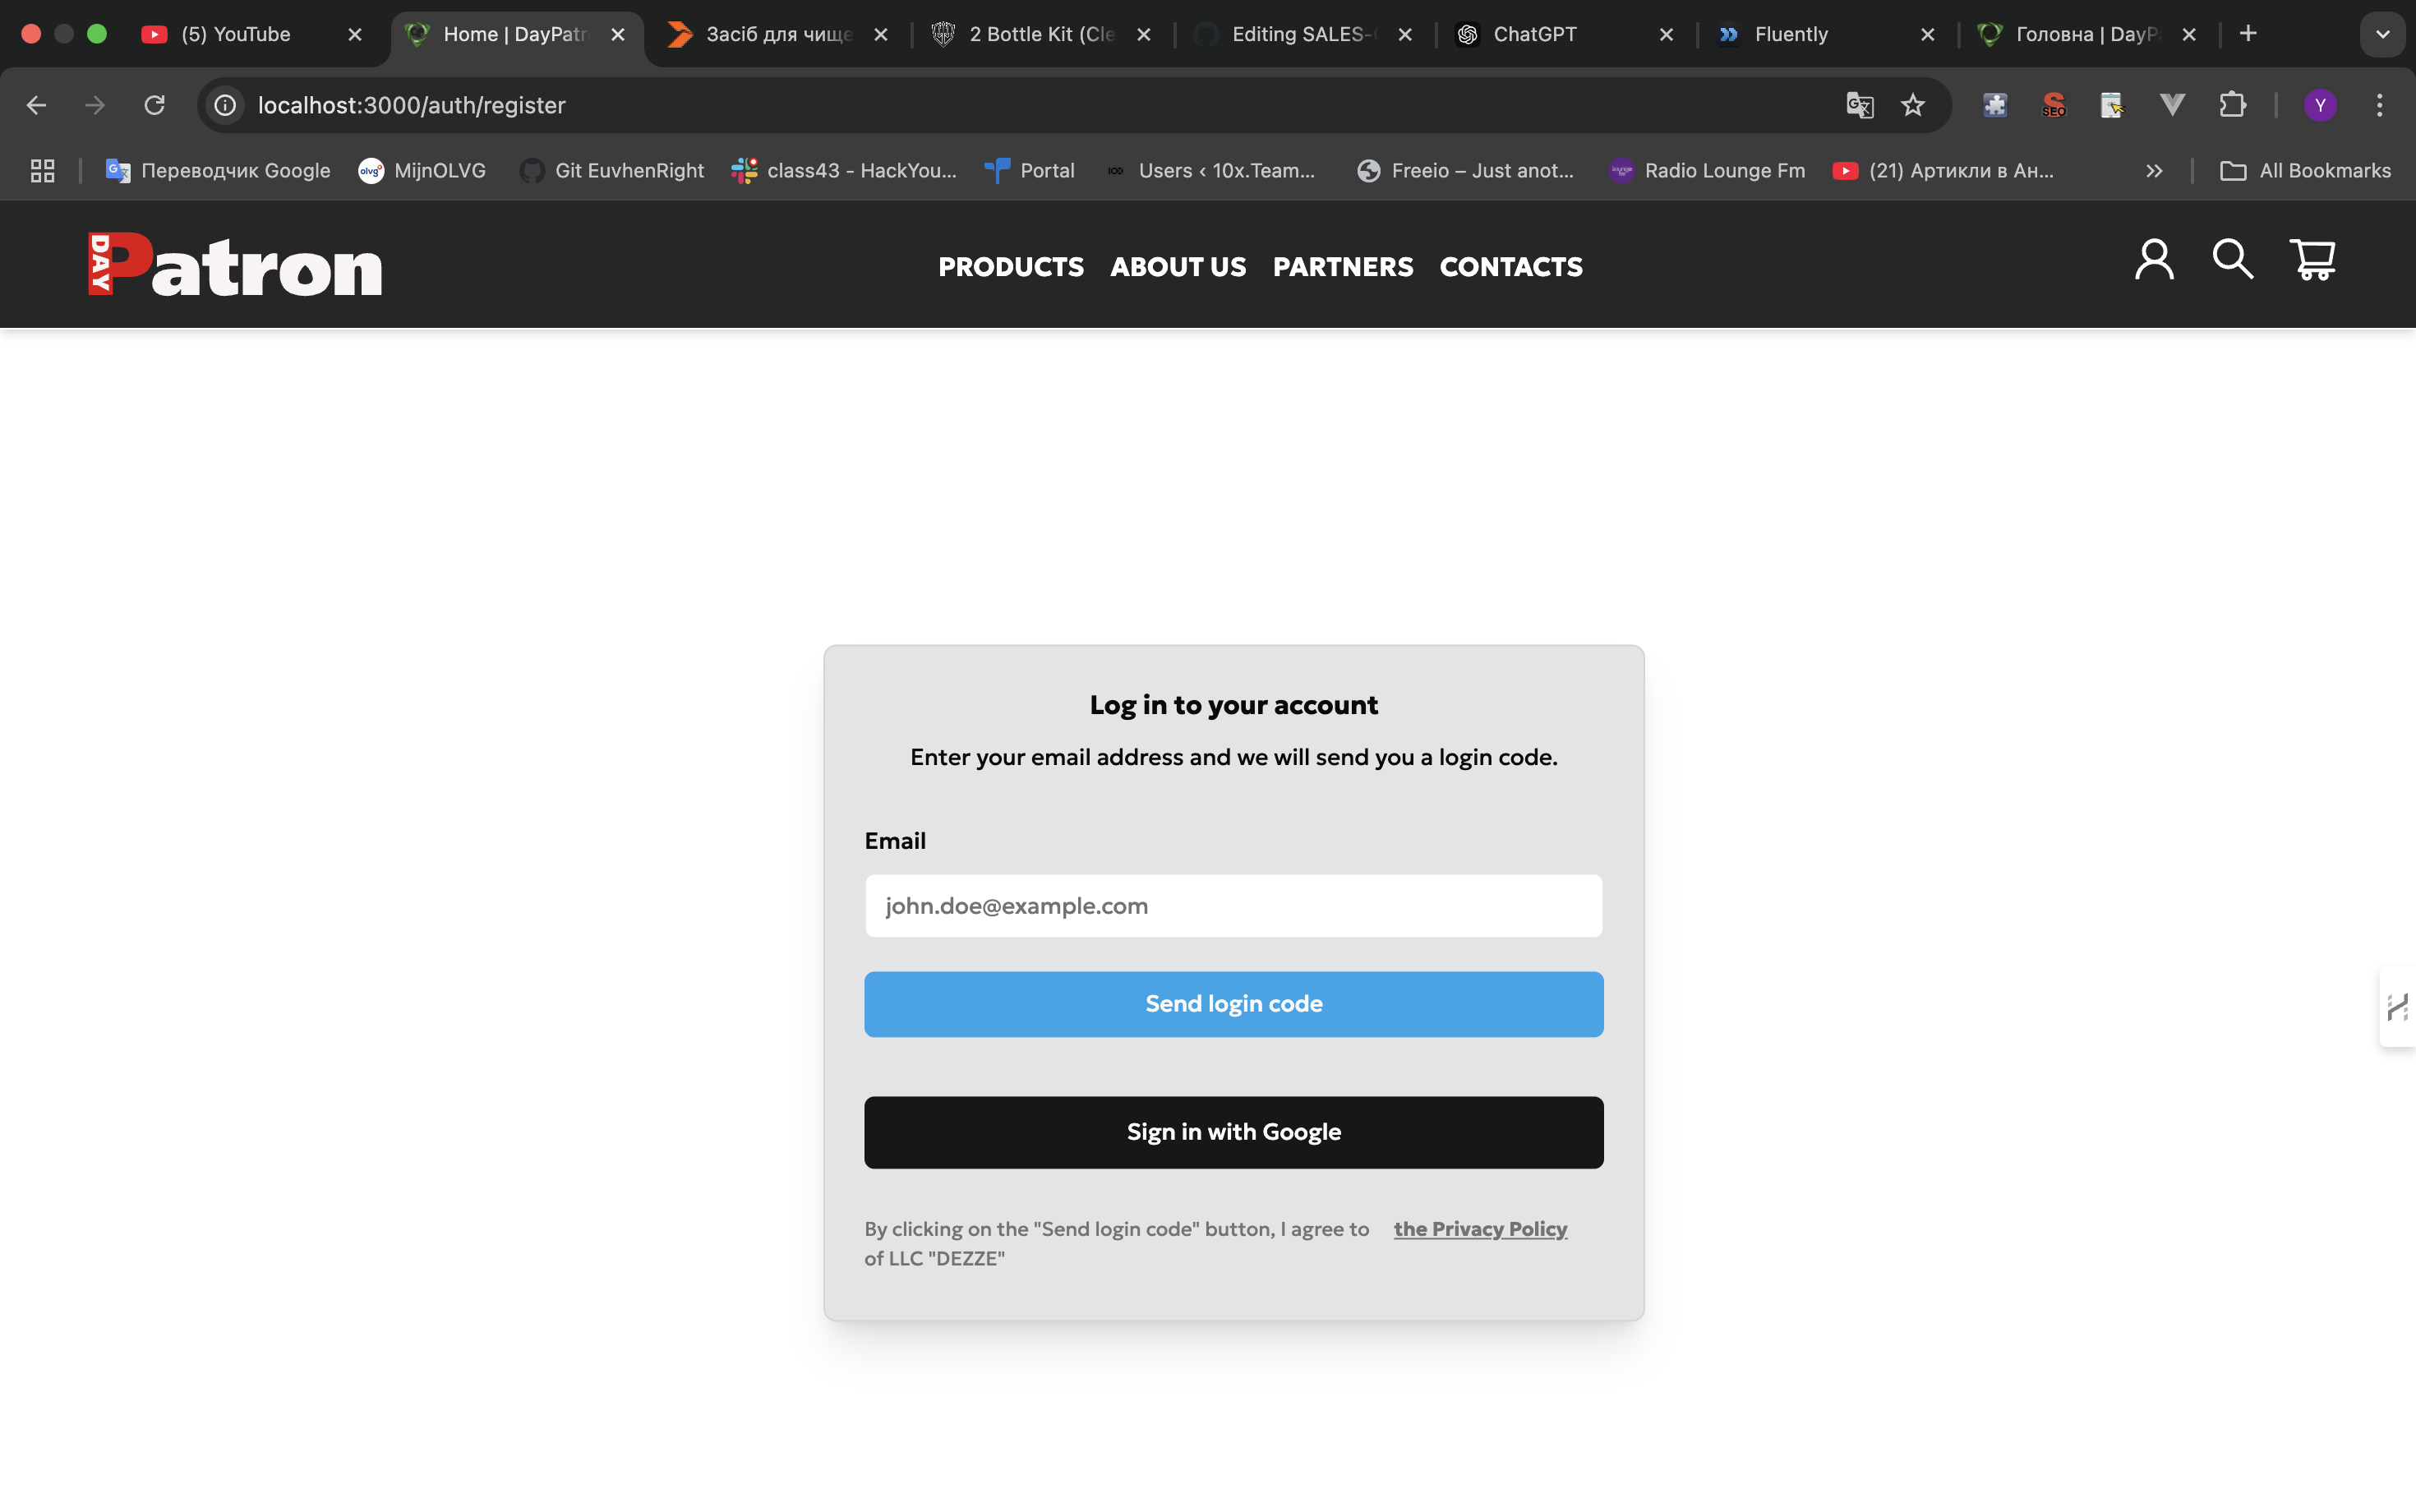 (5) YouTube
Home | DayPatr
Засіб для чище
2 Bottle Kit (Cle
Editing SALES-
ChatGPT
Fluently
Головна | DayP
localhost:3000/auth/register
Переводчик Google
MijnOLVG
Git EuvhenRight
class43 - HackYou...
Portal
Users ‹ 10x.Team...
Freeio – Just anot...
Radio Lounge Fm
(21) Артикли в Ан...
All Bookmarks
DAY Patron
PRODUCTS
ABOUT US
PARTNERS
CONTACTS
Log in to your account
Enter your email address and we will send you a login code.
Email
john.doe@example.com
Send login code
Sign in with Google
By clicking on the "Send login code" button, I agree to the Privacy Policy
of LLC "DEZZE"